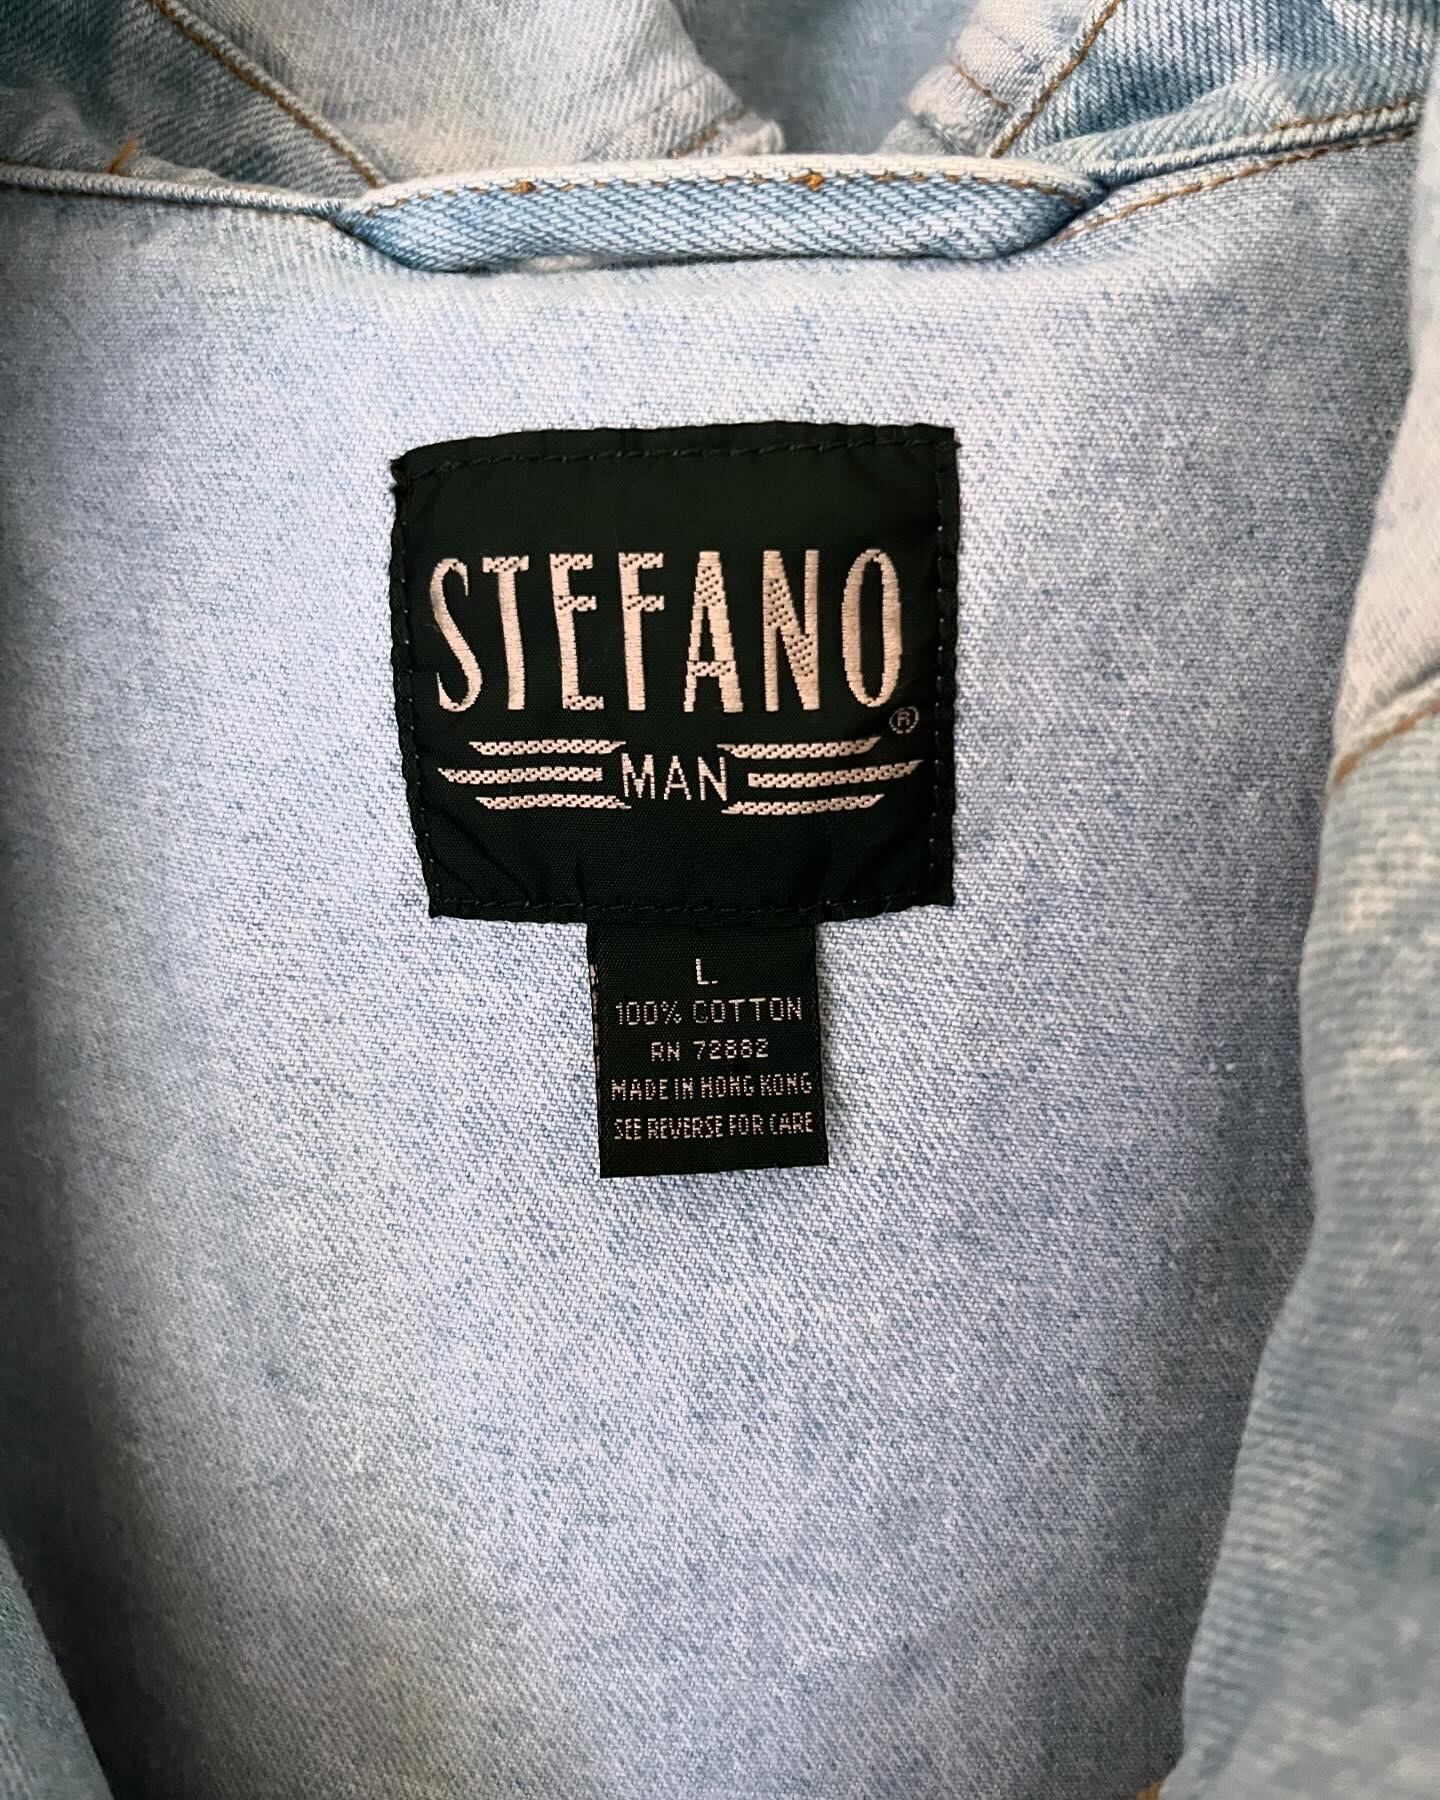 STEFANO
®
MAN
L
100% COTTON
RN 72882
MADE IN HONG KONG
SEE REVERSE FOR CARE